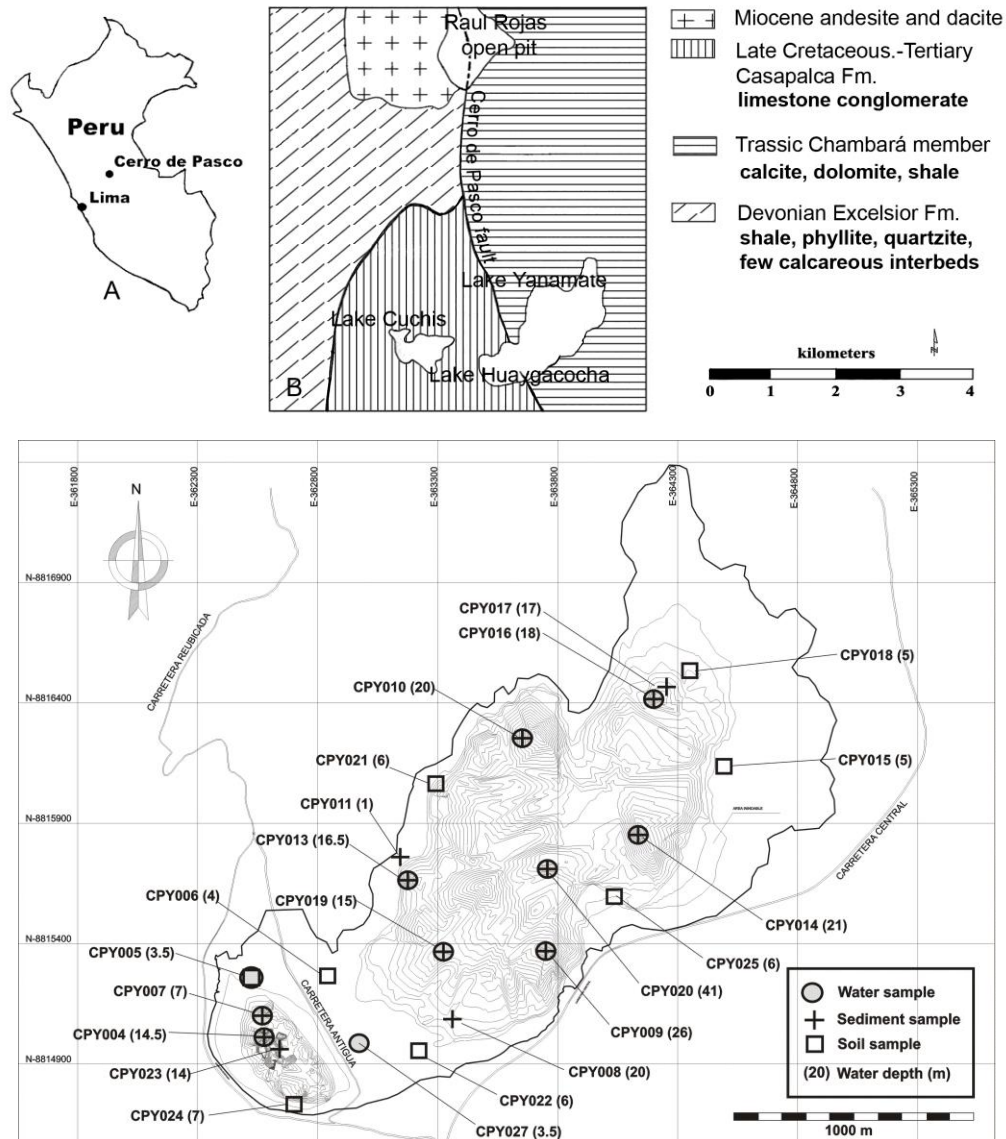 Peru
Cerro de Pasco
Lima
A
Raul Rojas
open pit
Cerro de Pasco fault
Lake Yanamate
Lake Cuchis
Lake Huaygacocha
B
Miocene andesite and dacite
Late Cretaceous.-Tertiary
Casapalca Fm.
limestone conglomerate
Trassic Chambará member
calcite, dolomite, shale
Devonian Excelsior Fm.
shale, phyllite, quartzite,
few calcareous interbeds
kilometers
0 1 2 3 4
E-361800
E-362300
E-362800
E-363300
E-363800
E-364300
E-364800
E-365300
N
N-8816900
N-8816400
N-8815900
N-8815400
N-8814900
CARRETERA REUBICADA
CARRETERA ANTIGUA
CARRETERA CENTRAL
CPY017 (17)
CPY016 (18)
CPY018 (5)
CPY010 (20)
CPY015 (5)
CPY021 (6)
CPY011 (1)
CPY013 (16.5)
CPY006 (4)
CPY019 (15)
CPY014 (21)
CPY005 (3.5)
CPY025 (6)
CPY007 (7)
CPY020 (41)
CPY004 (14.5)
CPY009 (26)
CPY023 (14)
CPY008 (20)
CPY024 (7)
CPY022 (6)
CPY027 (3.5)
Water sample
Sediment sample
Soil sample
(20) Water depth (m)
1000 m